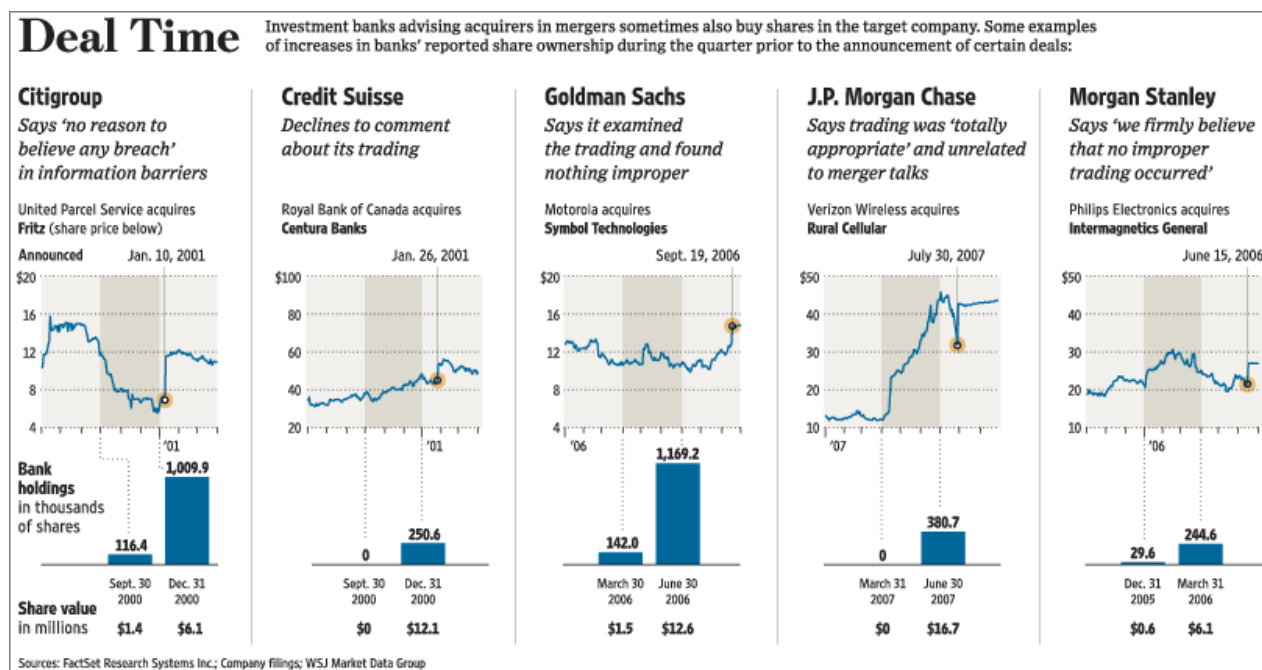 Deal Time
Investment banks advising acquirers in mergers sometimes also buy shares in the target company. Some examples
of increases in banks' reported share ownership during the quarter prior to the announcement of certain deals:
Citigroup
Says 'no reason to
believe any breach'
in information barriers
United Parcel Service acquires
Fritz (share price below)
Announced Jan. 10, 2001
$20
16
12
8
4
'01
Bank
holdings
in thousands
of shares
116.4
1,009.9
Sept. 30 Dec. 31
2000 2000
Share value
in millions $1.4 $6.1
Credit Suisse
Declines to comment
about its trading
Royal Bank of Canada acquires
Centura Banks
Jan. 26, 2001
$100
80
60
40
20
'01
0
250.6
Sept. 30 Dec. 31
2000 2000
$0 $12.1
Goldman Sachs
Says it examined
the trading and found
nothing improper
Motorola acquires
Symbol Technologies
Sept. 19, 2006
$20
16
12
8
4
'06
142.0
1,169.2
March 30 June 30
2006 2006
$1.5 $12.6
J.P. Morgan Chase
Says trading was 'totally
appropriate' and unrelated
to merger talks
Verizon Wireless acquires
Rural Cellular
July 30, 2007
$50
40
30
20
10
'07
0
380.7
March 31 June 30
2007 2007
$0 $16.7
Morgan Stanley
Says 'we firmly believe
that no improper
trading occurred'
Philips Electronics acquires
Intermagnetics General
June 15, 2006
$50
40
30
20
10
'06
29.6
244.6
Dec. 31 March 31
2005 2006
$0.6 $6.1
Sources: FactSet Research Systems Inc.; Company filings; WSJ Market Data Group